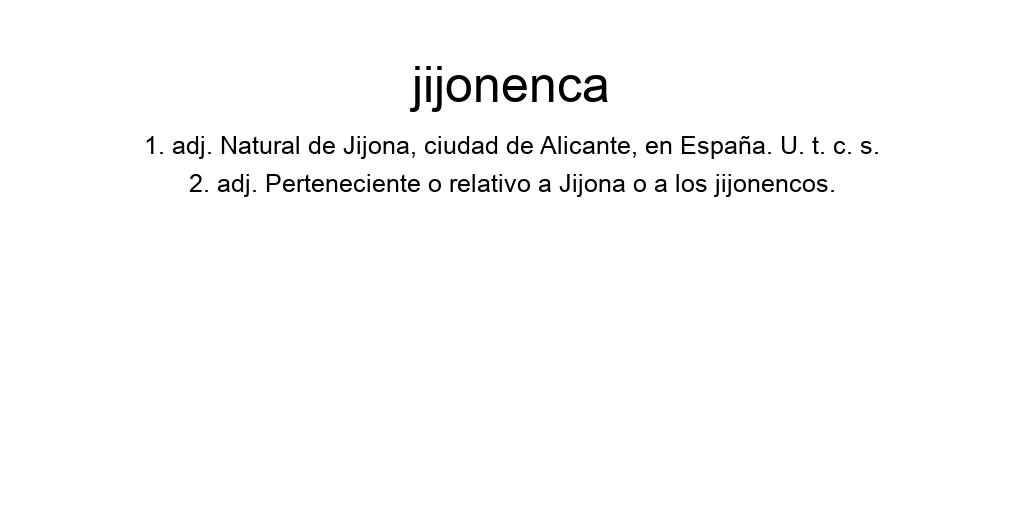 jijonenca
1. adj. Natural de Jijona, ciudad de Alicante, en España. U. t. c. s.
2. adj. Perteneciente o relativo a Jijona o a los jijonencos.